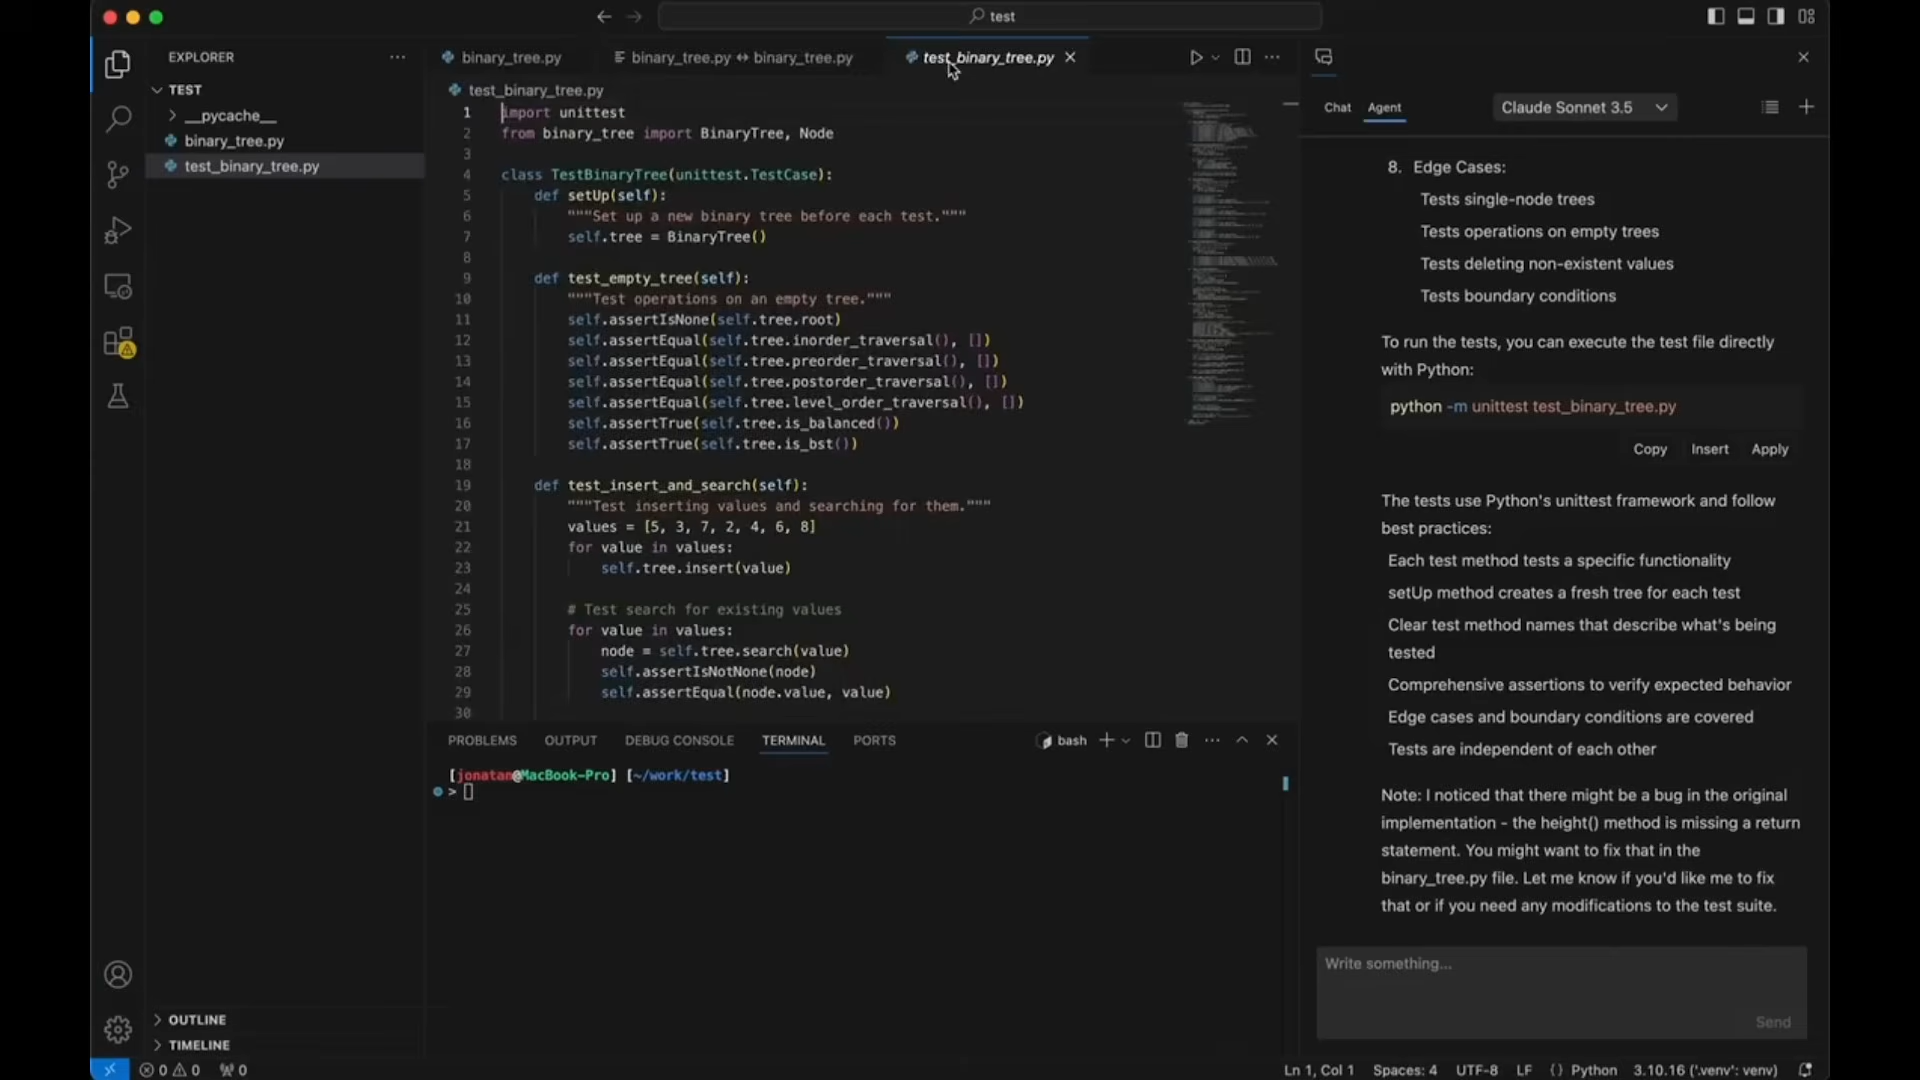 test
EXPLORER
TEST
__pycache__
binary_tree.py
test_binary_tree.py
OUTLINE
TIMELINE
binary_tree.py
binary_tree.py ↔ binary_tree.py
test_binary_tree.py
test_binary_tree.py
1 import unittest
2 from binary_tree import BinaryTree, Node
3
4 class TestBinaryTree(unittest.TestCase):
5 def setUp(self):
6 """Set up a new binary tree before each test."""
7 self.tree = BinaryTree()
8
9 def test_empty_tree(self):
10 """Test operations on an empty tree."""
11 self.assertIsNone(self.tree.root)
12 self.assertEqual(self.tree.inorder_traversal(), [])
13 self.assertEqual(self.tree.preorder_traversal(), [])
14 self.assertEqual(self.tree.postorder_traversal(), [])
15 self.assertEqual(self.tree.level_order_traversal(), [])
16 self.assertTrue(self.tree.is_balanced())
17 self.assertTrue(self.tree.is_bst())
18
19 def test_insert_and_search(self):
20 """Test inserting values and searching for them."""
21 values = [5, 3, 7, 2, 4, 6, 8]
22 for value in values:
23 self.tree.insert(value)
24
25 # Test search for existing values
26 for value in values:
27 node = self.tree.search(value)
28 self.assertIsNotNone(node)
29 self.assertEqual(node.value, value)
30
PROBLEMS OUTPUT DEBUG CONSOLE TERMINAL PORTS
bash
[jonatan@MacBook-Pro] [~/work/test]
>
Chat Agent Claude Sonnet 3.5
8. Edge Cases:
Tests single-node trees
Tests operations on empty trees
Tests deleting non-existent values
Tests boundary conditions
To run the tests, you can execute the test file directly
with Python:
python -m unittest test_binary_tree.py
Copy Insert Apply
The tests use Python's unittest framework and follow
best practices:
Each test method tests a specific functionality
setUp method creates a fresh tree for each test
Clear test method names that describe what's being
tested
Comprehensive assertions to verify expected behavior
Edge cases and boundary conditions are covered
Tests are independent of each other
Note: I noticed that there might be a bug in the original
implementation - the height() method is missing a return
statement. You might want to fix that in the
binary_tree.py file. Let me know if you'd like me to fix
that or if you need any modifications to the test suite.
Write something...
Send
0 0 0
Ln 1, Col 1 Spaces: 4 UTF-8 LF {} Python 3.10.16 ('.venv': venv)